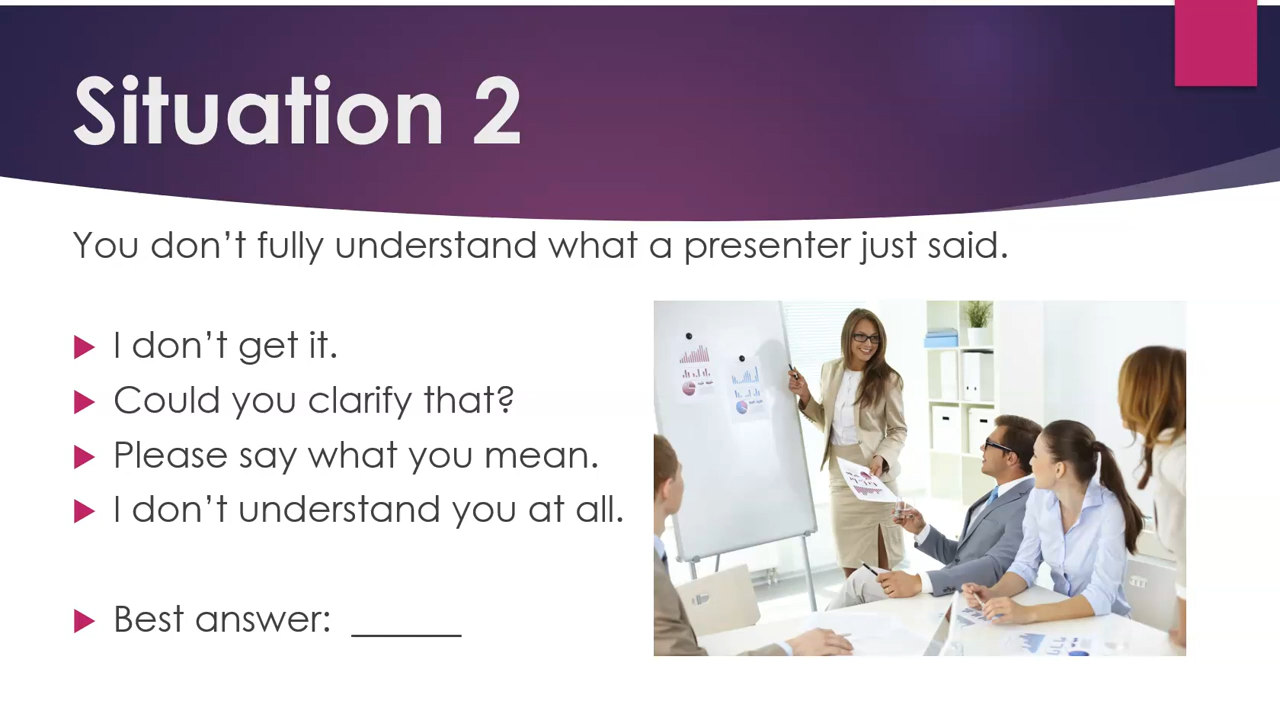 Situation 2
You don’t fully understand what a presenter just said.
I don’t get it.
Could you clarify that?
Please say what you mean.
I don’t understand you at all.
Best answer: ______